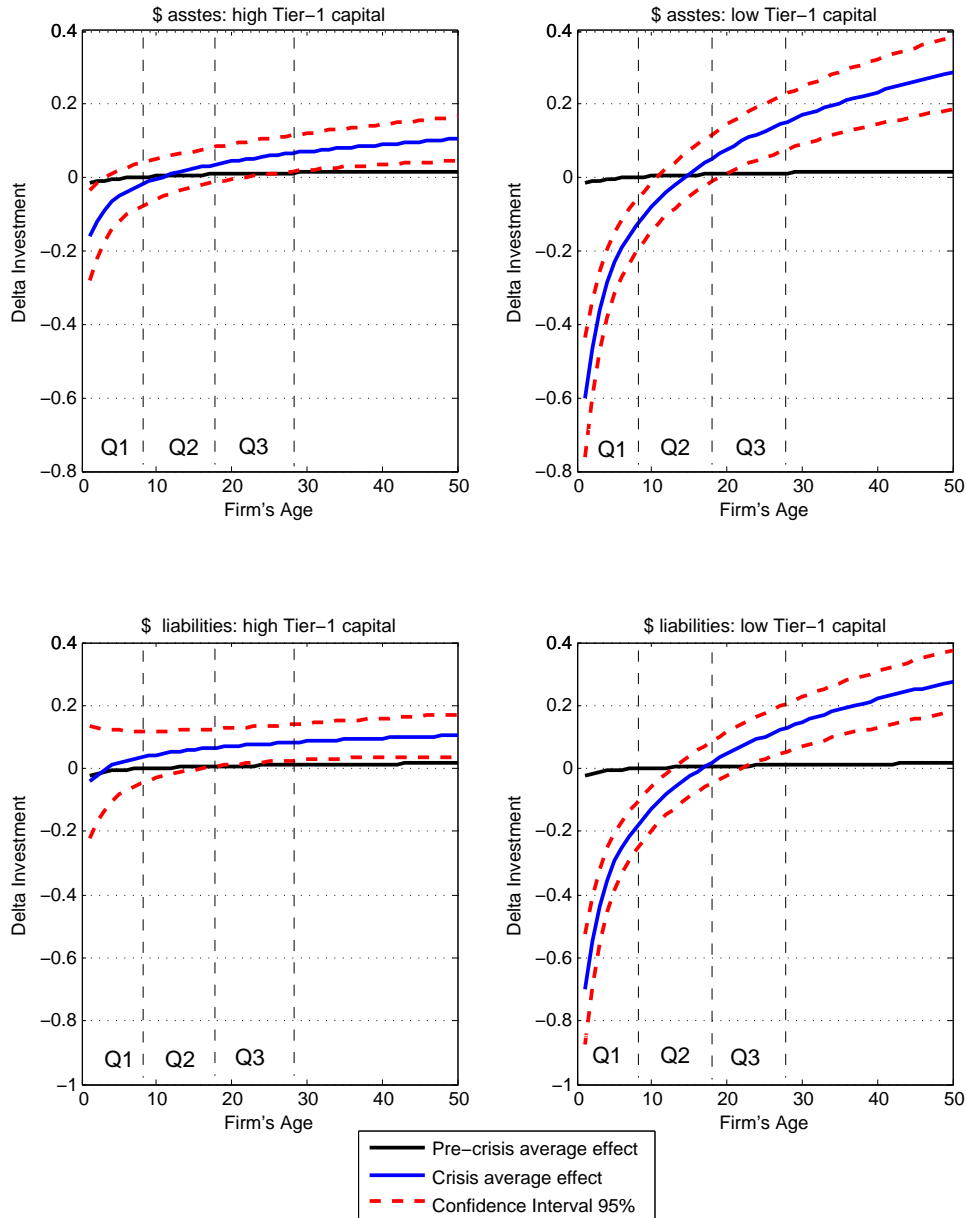 $ asstes: high Tier−1 capital
0.4
0.2
0
−0.2
−0.4
−0.6
−0.8
Delta Investment
Q1 Q2 Q3
0 10 20 30 40 50
Firm's Age
$ asstes: low Tier−1 capital
0.4
0.2
0
−0.2
−0.4
−0.6
−0.8
Delta Investment
Q1 Q2 Q3
0 10 20 30 40 50
Firm's Age
$ liabilities: high Tier−1 capital
0.4
0.2
0
−0.2
−0.4
−0.6
−0.8
−1
Delta Investment
Q1 Q2 Q3
0 10 20 30 40 50
Firm's Age
$ liabilities: low Tier−1 capital
0.4
0.2
0
−0.2
−0.4
−0.6
−0.8
−1
Delta Investment
Q1 Q2 Q3
0 10 20 30 40 50
Firm's Age
Pre−crisis average effect
Crisis average effect
Confidence Interval 95%